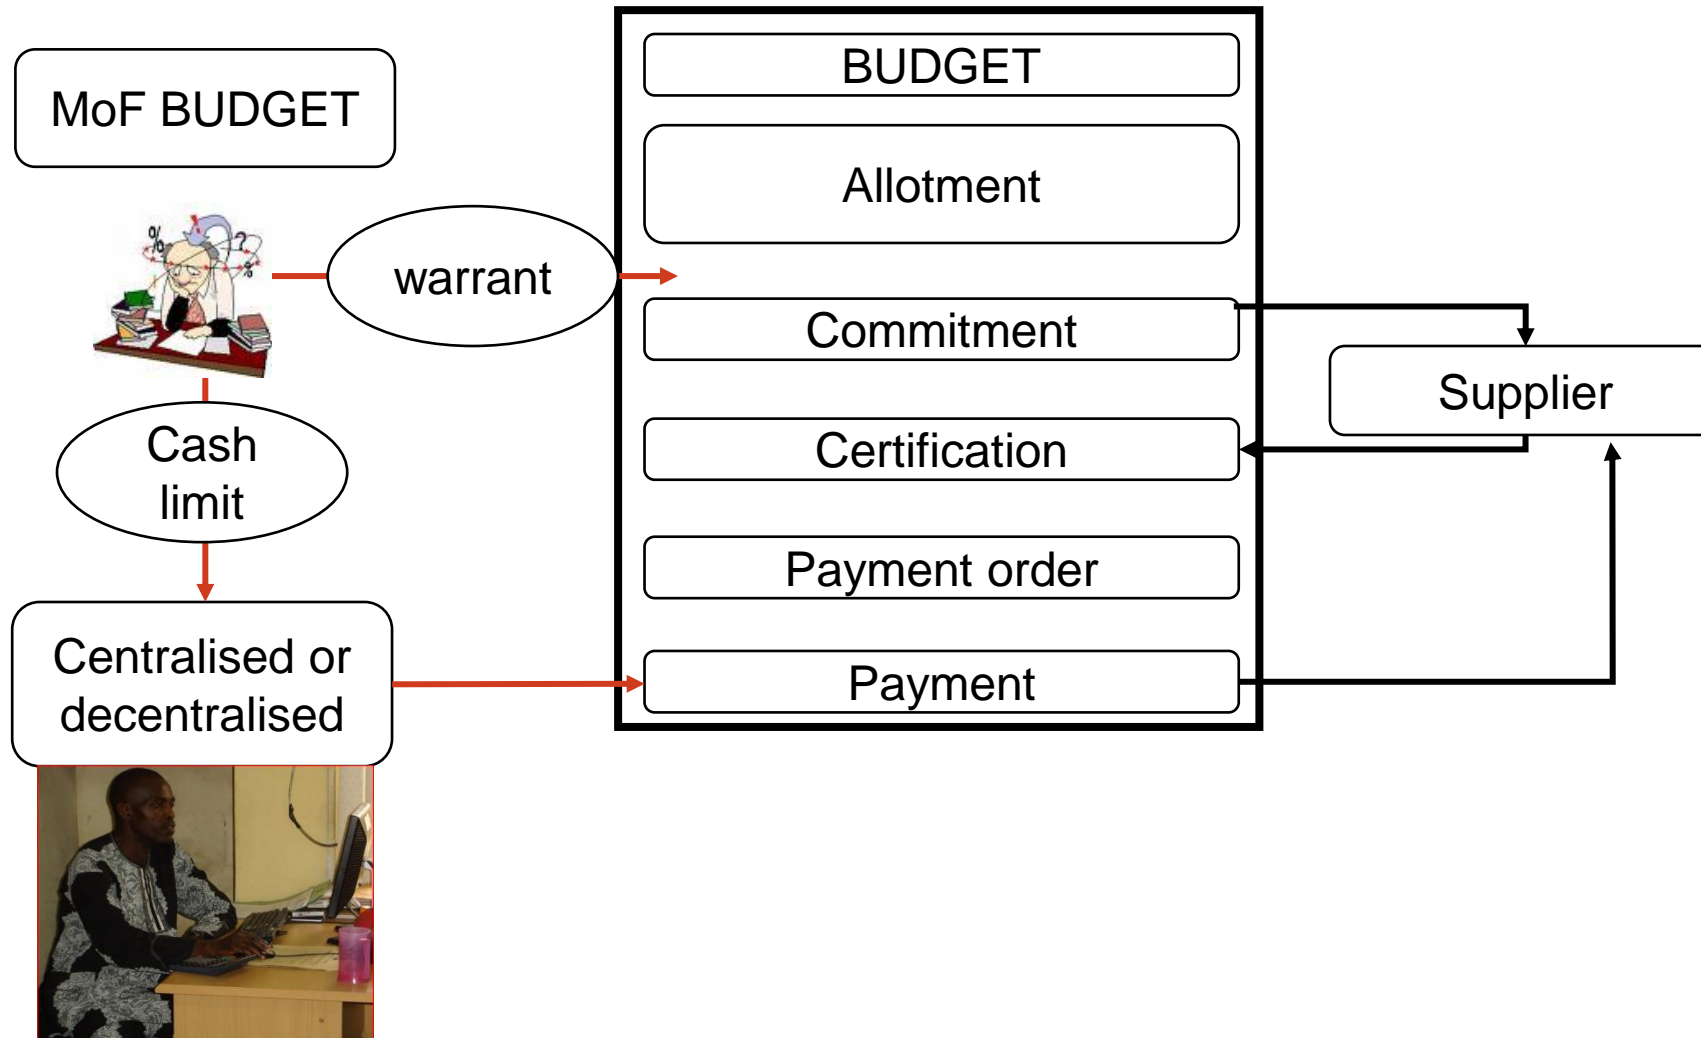 MoF BUDGET
warrant
Cash
limit
Centralised or
decentralised
BUDGET
Allotment
Commitment
Certification
Payment order
Payment
Supplier
%
?
%